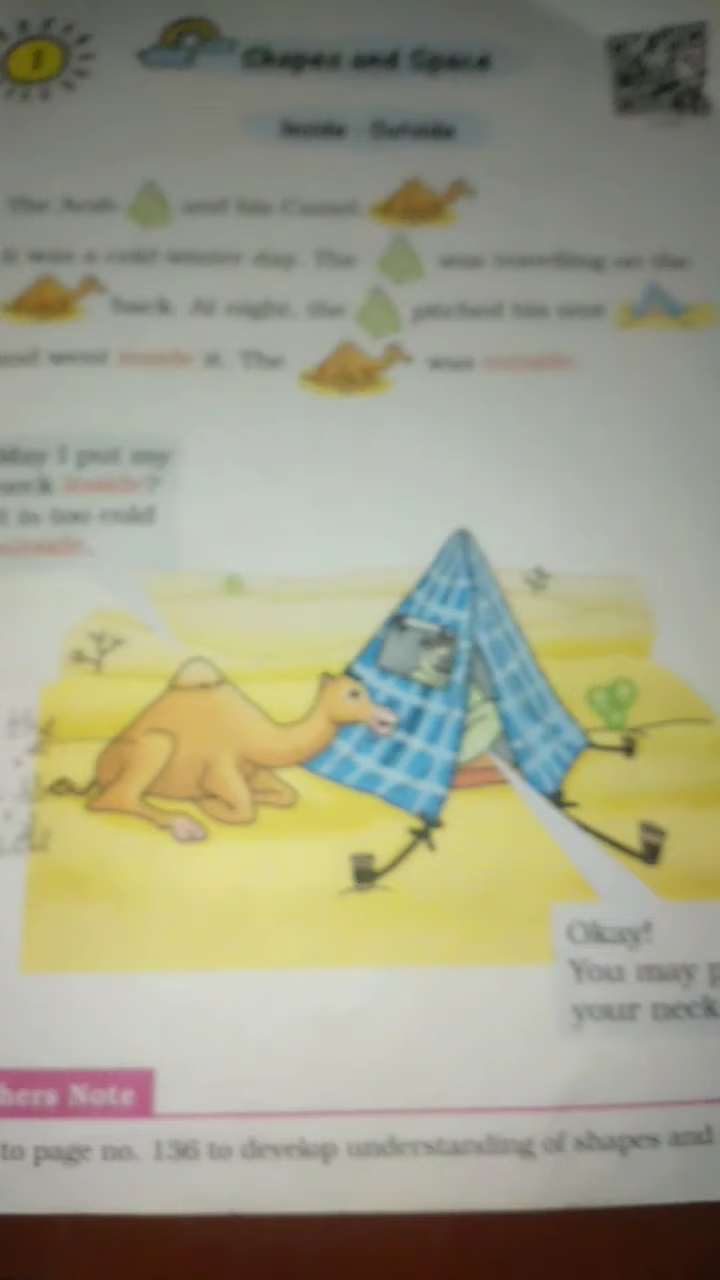 1
Shapes and Space
Inside - Outside
The Arab and his Camel
It was a cold winter day. The was travelling on the
back. At night, the pitched his tent
and went inside it. The was outside.
May I put my
neck inside?
It is too cold
outside.
Okay!
You may p
your neck
hers Note
to page no. 136 to develop understanding of shapes and